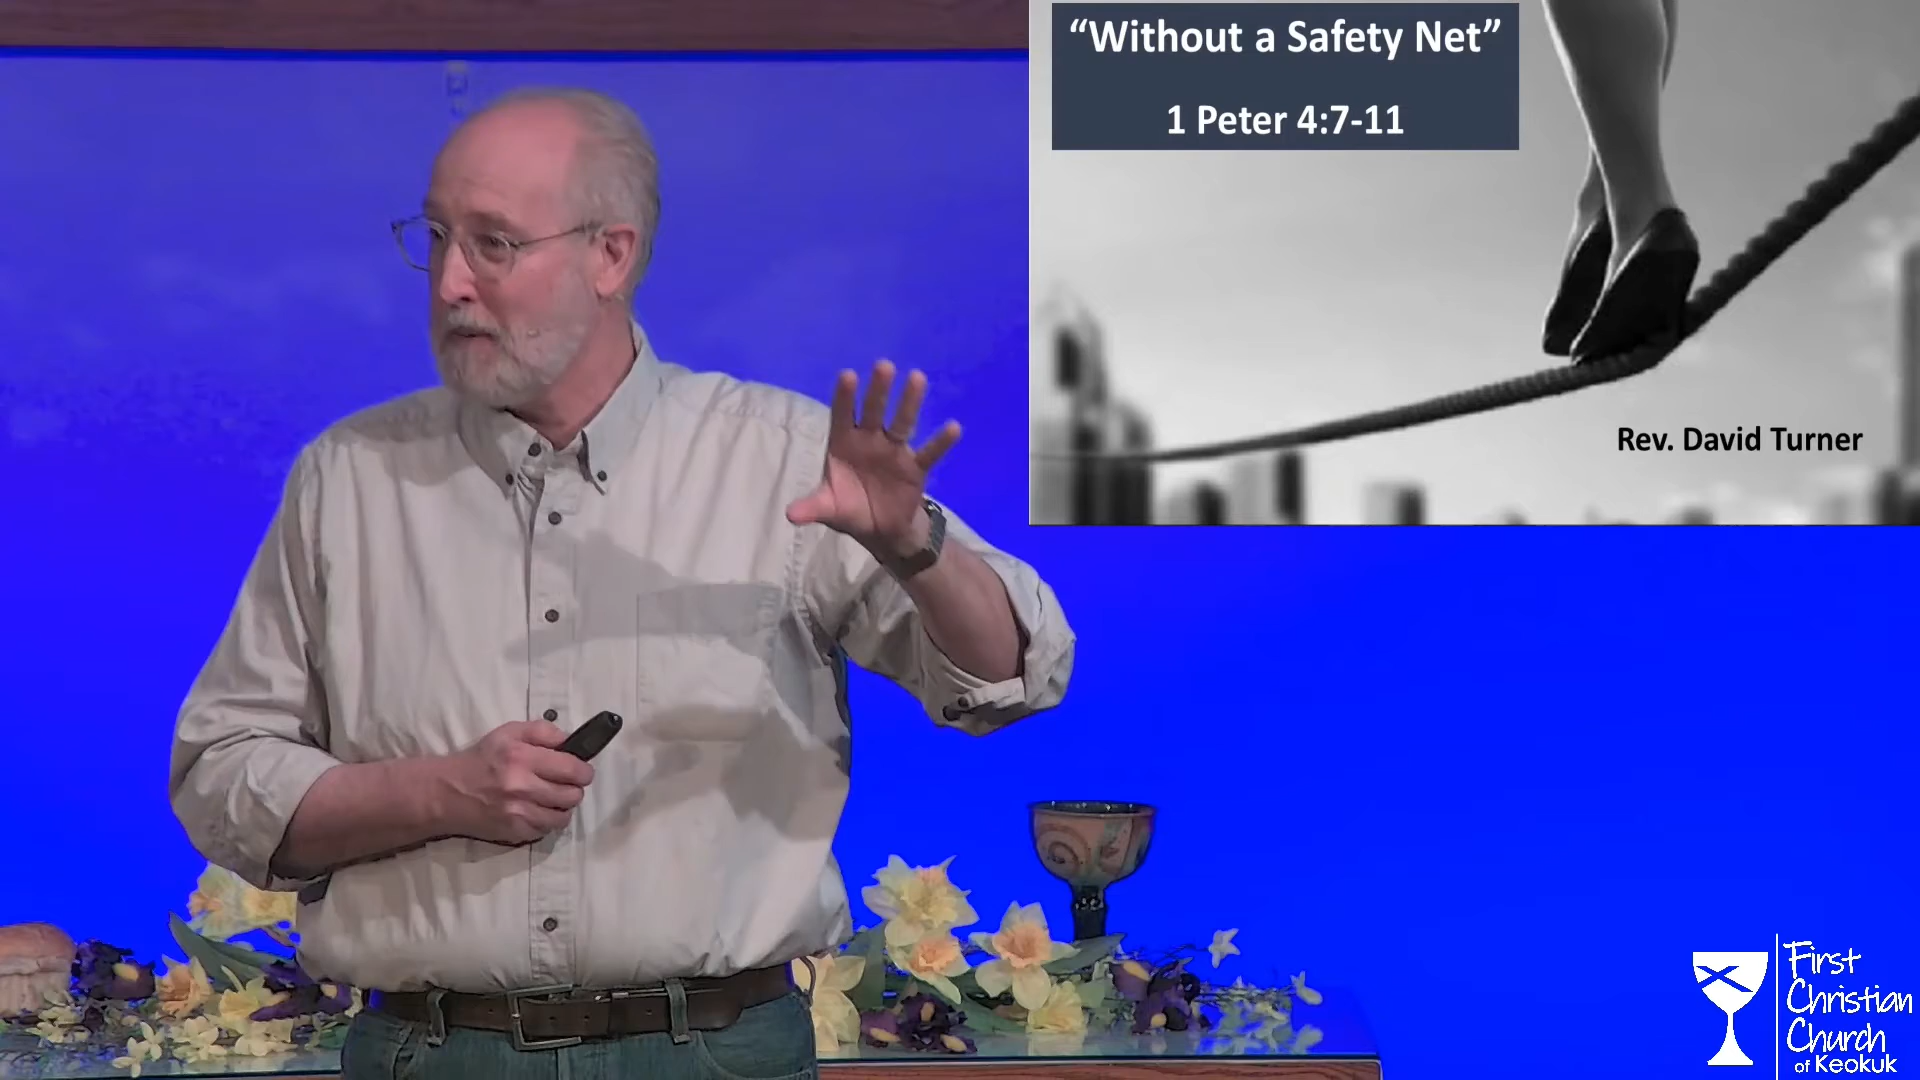 “Without a Safety Net”
1 Peter 4:7-11
Rev. David Turner
First
Christian
Church
of Keokuk